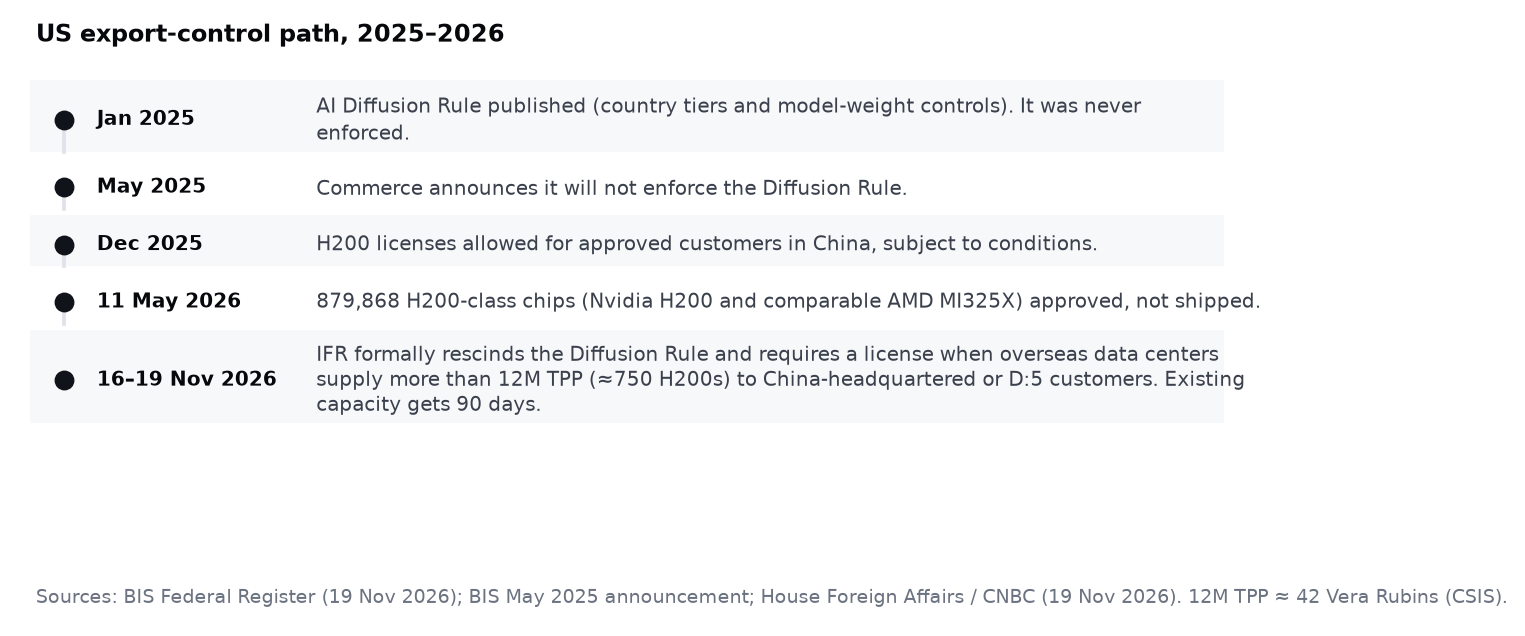 US export-control path, 2025–2026
Jan 2025
AI Diffusion Rule published (country tiers and model-weight controls). It was never
enforced.
May 2025
Commerce announces it will not enforce the Diffusion Rule.
Dec 2025
H200 licenses allowed for approved customers in China, subject to conditions.
11 May 2026
879,868 H200-class chips (Nvidia H200 and comparable AMD MI325X) approved, not shipped.
16–19 Nov 2026
IFR formally rescinds the Diffusion Rule and requires a license when overseas data centers
supply more than 12M TPP (≈750 H200s) to China-headquartered or D:5 customers. Existing
capacity gets 90 days.
Sources: BIS Federal Register (19 Nov 2026); BIS May 2025 announcement; House Foreign Affairs / CNBC (19 Nov 2026). 12M TPP ≈ 42 Vera Rubins (CSIS).